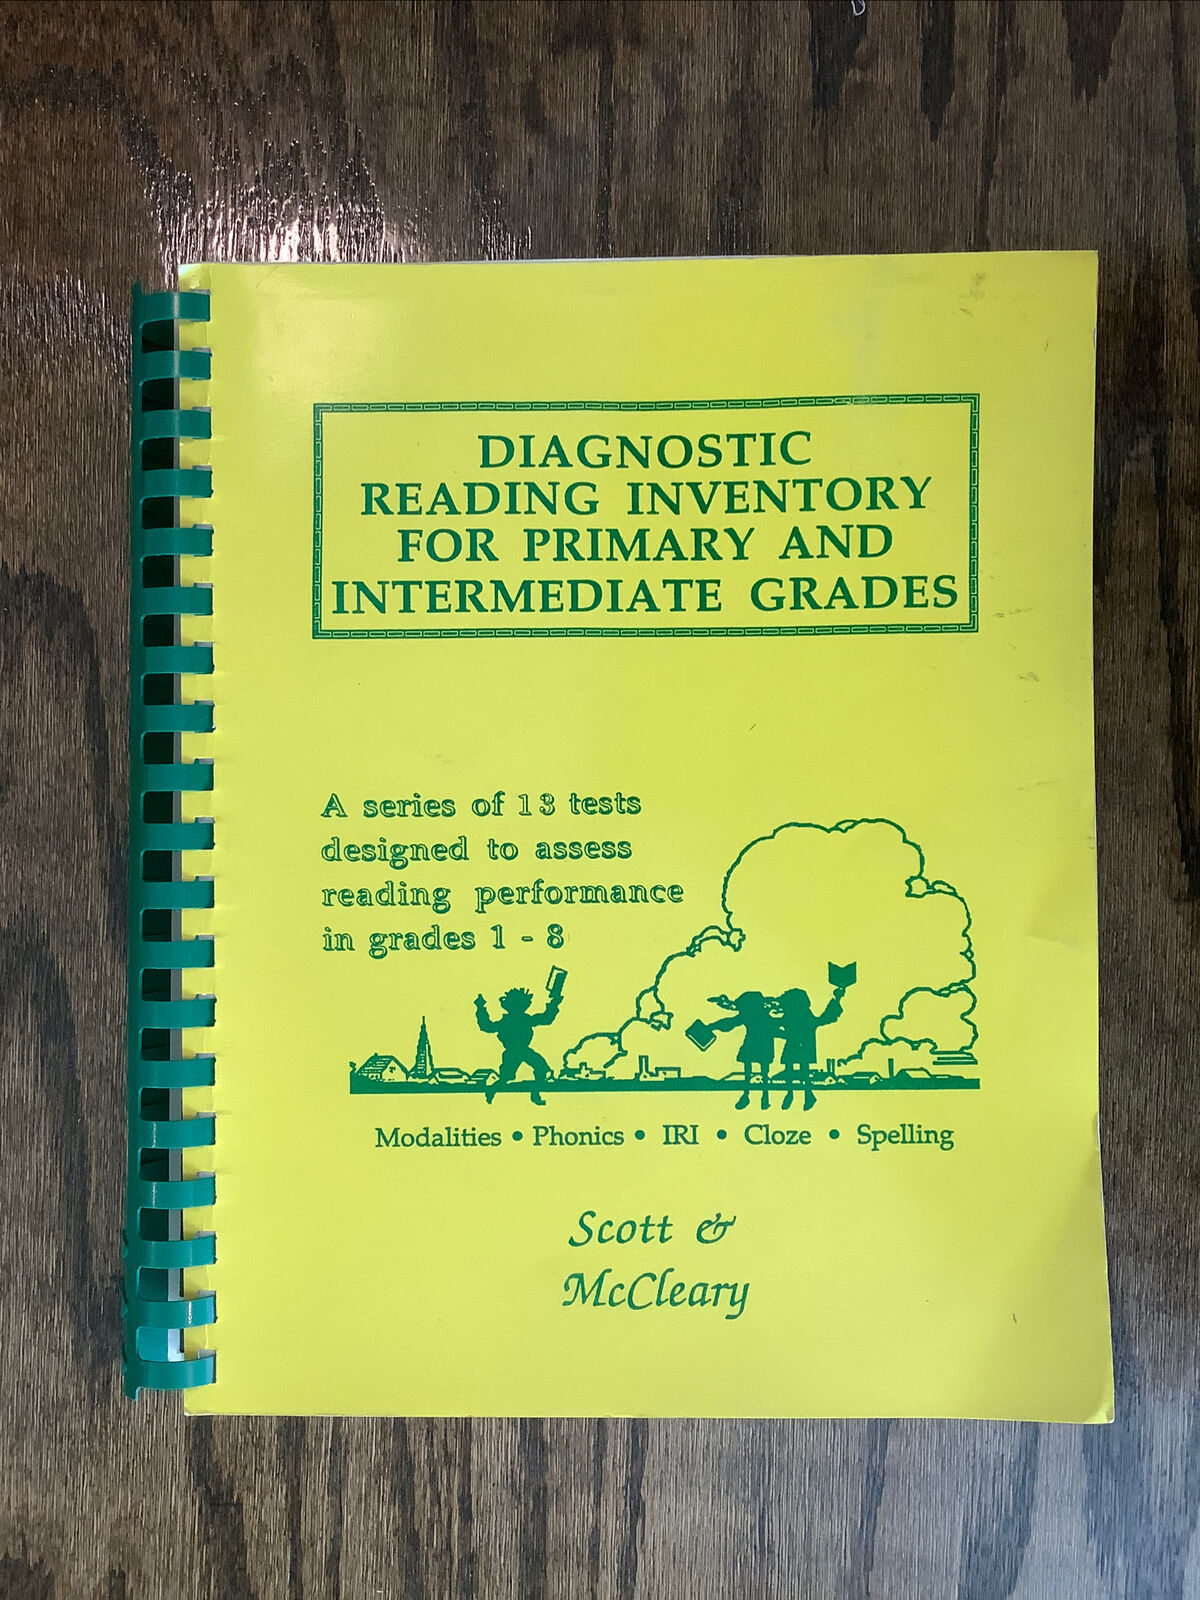 DIAGNOSTIC
READING INVENTORY
FOR PRIMARY AND
INTERMEDIATE GRADES
A series of 13 tests
designed to assess
reading performance
in grades 1 - 8
Modalities • Phonics • IRI • Cloze • Spelling
Scott &
McCleary